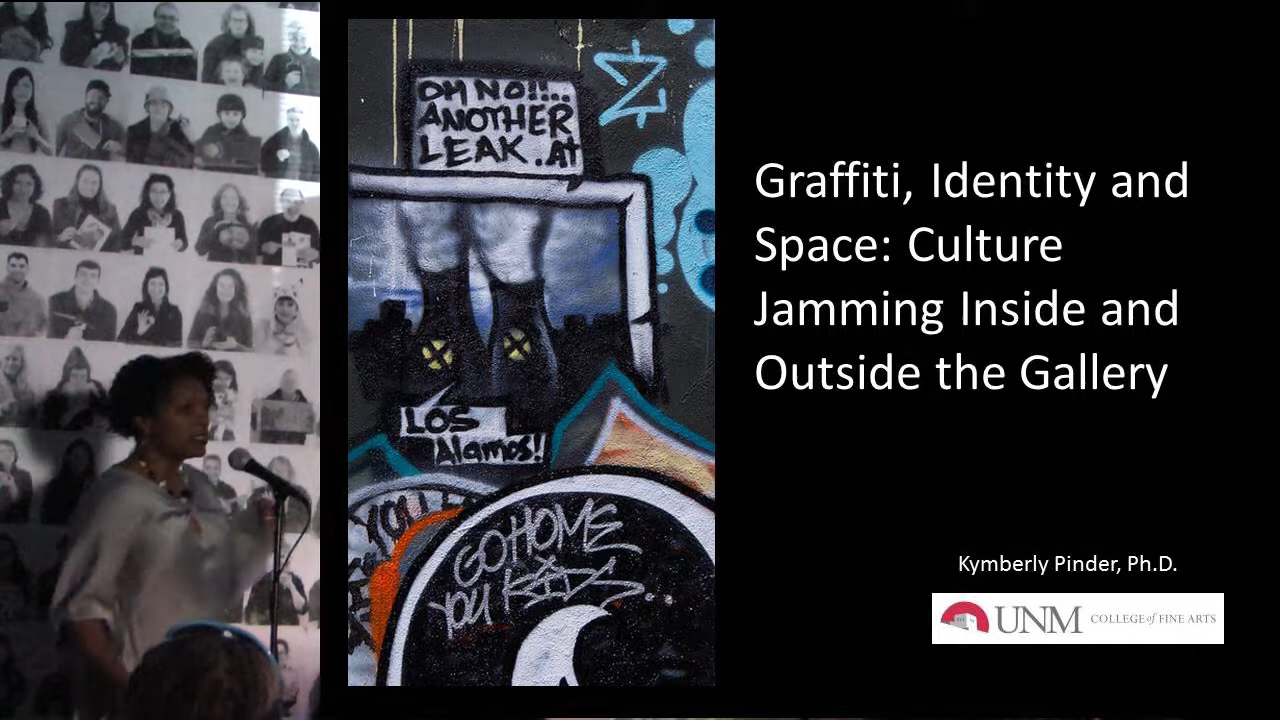 OH NO!!...
ANOTHER
LEAK.At
LOS
Alamos!
GO HOME
YOU KIDS...
Graffiti, Identity and
Space: Culture
Jamming Inside and
Outside the Gallery
Kymberly Pinder, Ph.D.
UNM COLLEGE of FINE ARTS